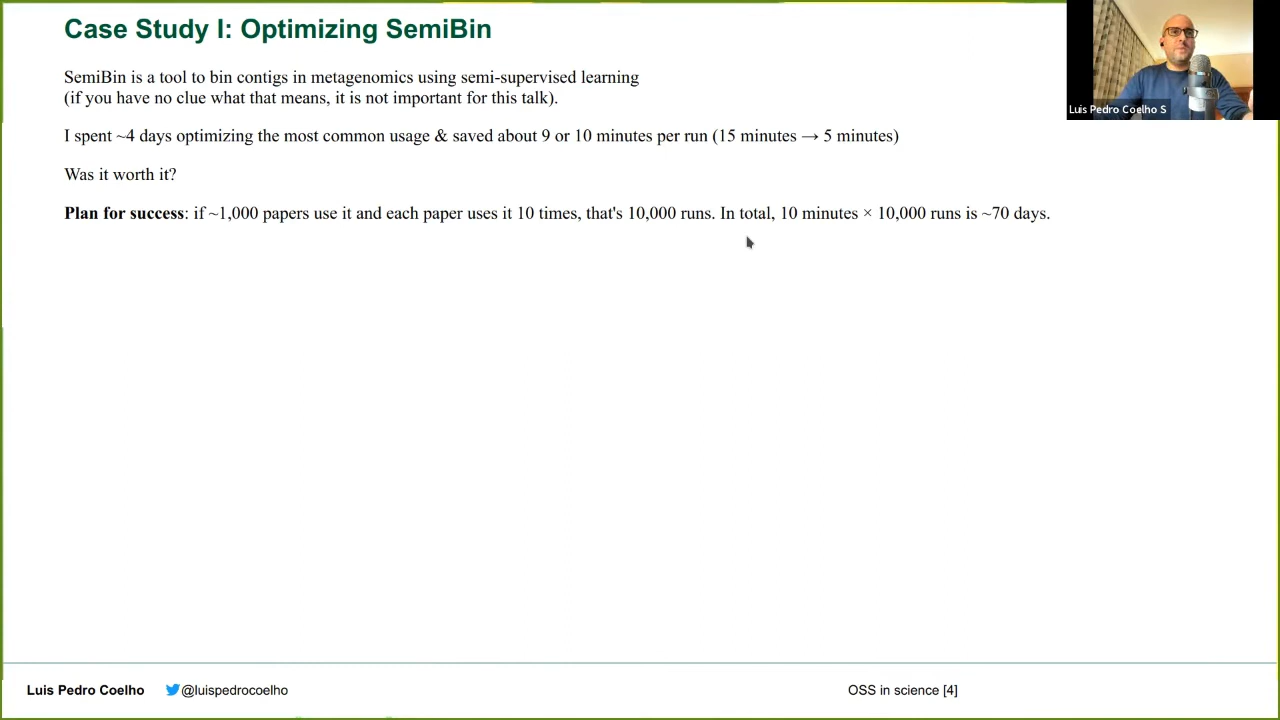 Case Study I: Optimizing SemiBin
Luis Pedro Coelho S
SemiBin is a tool to bin contigs in metagenomics using semi-supervised learning
(if you have no clue what that means, it is not important for this talk).
I spent ~4 days optimizing the most common usage & saved about 9 or 10 minutes per run (15 minutes → 5 minutes)
Was it worth it?
Plan for success: if ~1,000 papers use it and each paper uses it 10 times, that's 10,000 runs. In total, 10 minutes × 10,000 runs is ~70 days.
Luis Pedro Coelho @luispedrocoelho OSS in science [4]